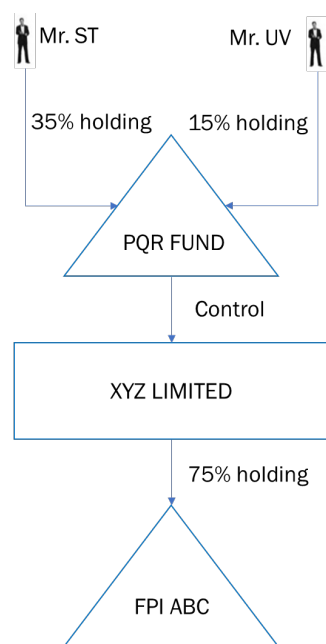 Mr. ST
Mr. UV
35% holding
15% holding
PQR FUND
Control
XYZ LIMITED
75% holding
FPI ABC